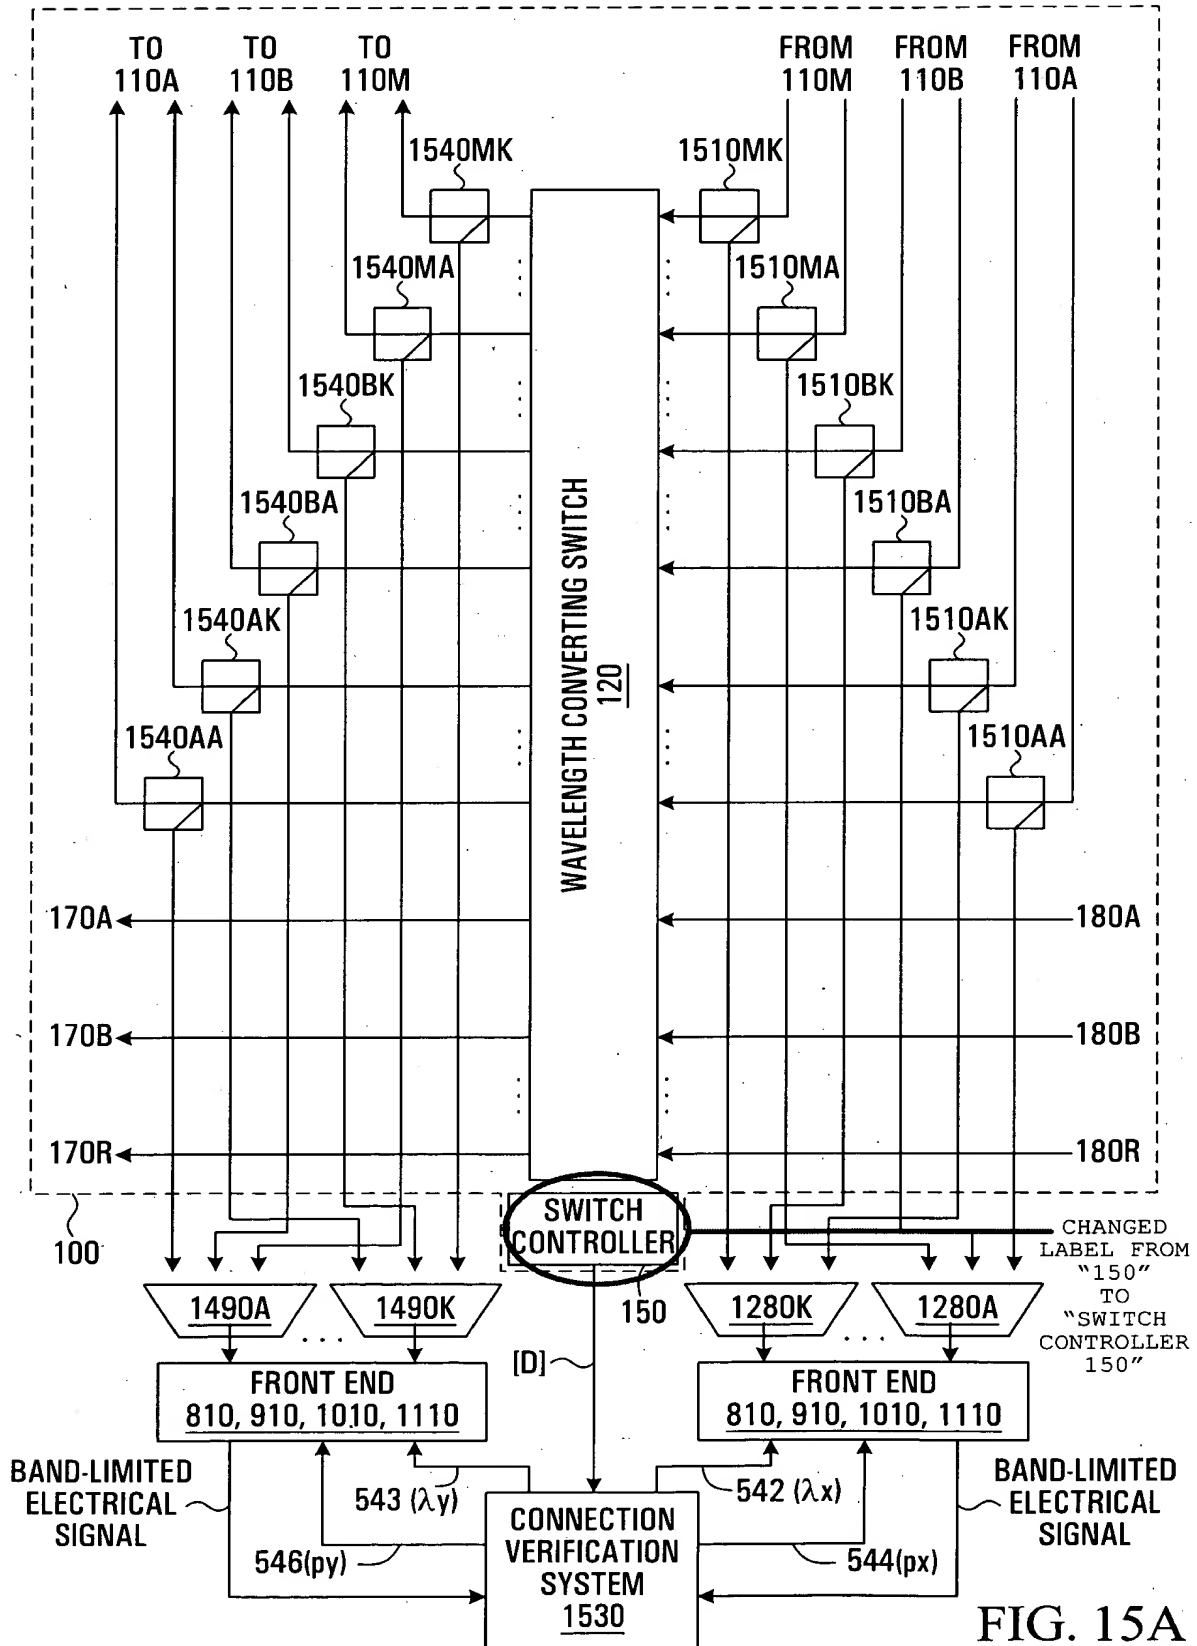 TO
110A
TO
110B
TO
110M
FROM
110M
FROM
110B
FROM
110A
1540MK
1510MK
1540MA
1510MA
1540BK
1510BK
1540BA
1510BA
1540AK
1510AK
1540AA
1510AA
WAVELENGTH CONVERTING SWITCH
120
170A
180A
170B
180B
170R
180R
100
SWITCH
CONTROLLER
150
CHANGED
LABEL FROM
"150"
TO
"SWITCH
CONTROLLER
150"
1490A
1490K
1280K
1280A
[D]
FRONT END
810, 910, 1010, 1110
FRONT END
810, 910, 1010, 1110
BAND-LIMITED
ELECTRICAL
SIGNAL
543 (λy)
542 (λx)
BAND-LIMITED
ELECTRICAL
SIGNAL
546(py)
544(px)
CONNECTION
VERIFICATION
SYSTEM
1530
FIG. 15A